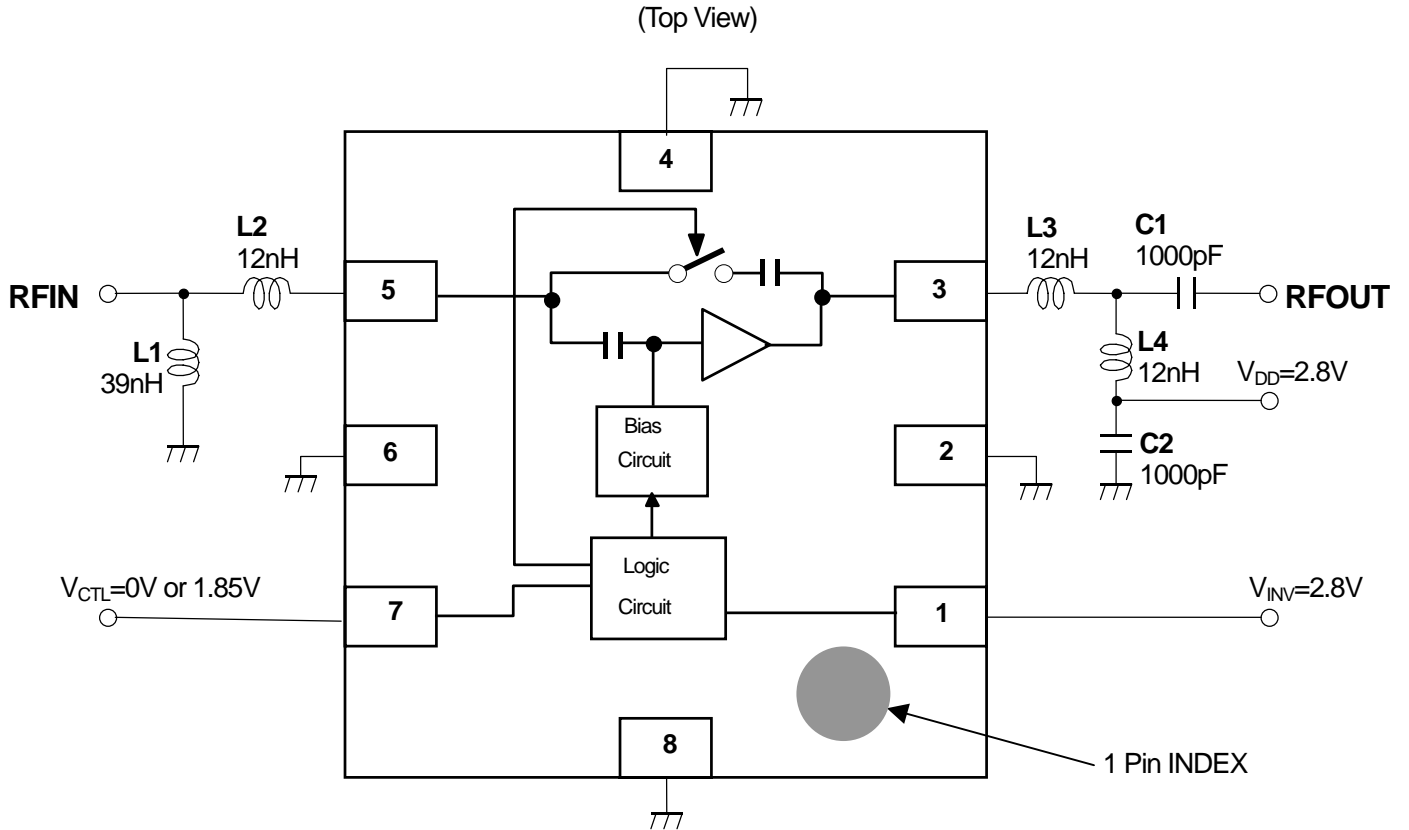 (Top View)
4
L2
12nH
L3
12nH
C1
1000pF
RFIN
5
3
RFOUT
L1
39nH
L4
12nH
V_DD=2.8V
Bias
Circuit
6
2
C2
1000pF
V_CTL=0V or 1.85V
Logic
Circuit
7
1
V_INV=2.8V
8
1 Pin INDEX